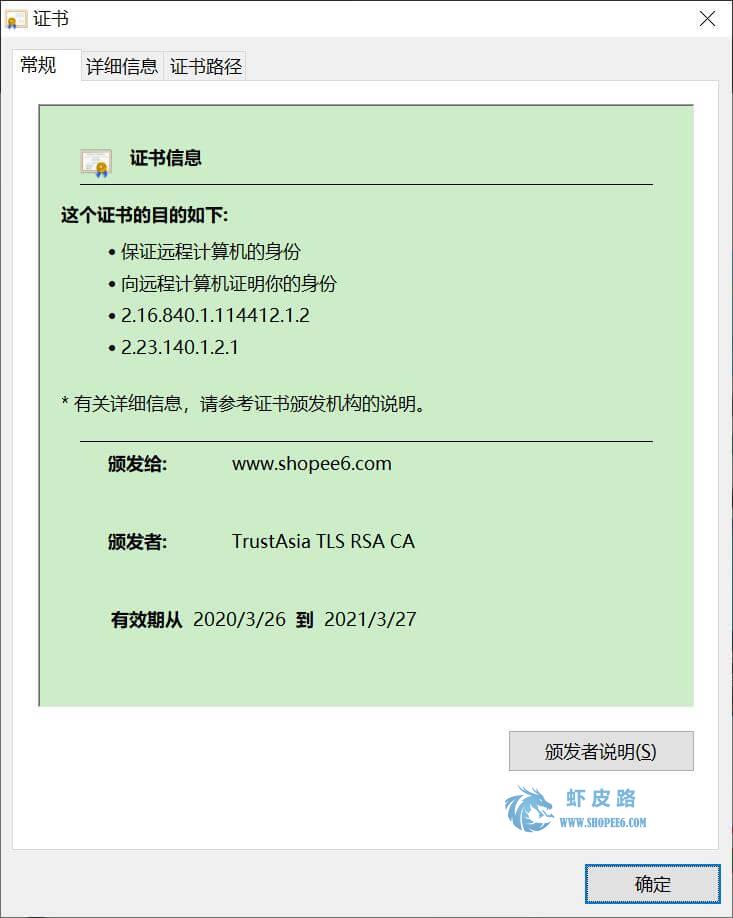 证书
常规 详细信息 证书路径
证书信息
这个证书的目的如下:
• 保证远程计算机的身份
• 向远程计算机证明你的身份
• 2.16.840.1.114412.1.2
• 2.23.140.1.2.1
* 有关详细信息，请参考证书颁发机构的说明。
颁发给: www.shopee6.com
颁发者: TrustAsia TLS RSA CA
有效期从 2020/3/26 到 2021/3/27
颁发者说明(S)
虾皮路
WWW.SHOPEE6.COM
确定